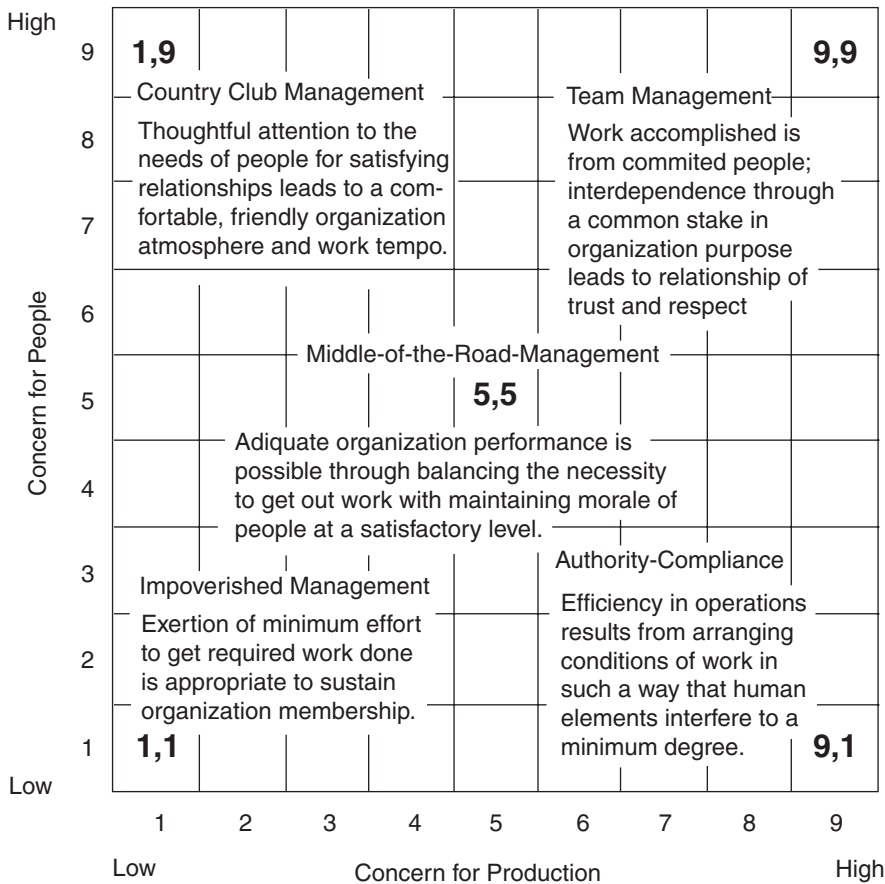 High
9
1,9
9,9
Country Club Management
Team Management
8
Thoughtful attention to the
needs of people for satisfying
relationships leads to a com-
fortable, friendly organization
atmosphere and work tempo.
Work accomplished is
from commited people;
interdependence through
a common stake in
organization purpose
leads to relationship of
trust and respect
7
6
Concern for People
Middle-of-the-Road-Management
5
5,5
Adiquate organization performance is
possible through balancing the necessity
to get out work with maintaining morale of
people at a satisfactory level.
4
3
Impoverished Management
Exertion of minimum effort
to get required work done
is appropriate to sustain
organization membership.
Authority-Compliance
Efficiency in operations
results from arranging
conditions of work in
such a way that human
elements interfere to a
minimum degree.
2
1
1,1
9,1
Low
1 2 3 4 5 6 7 8 9
Low
Concern for Production
High